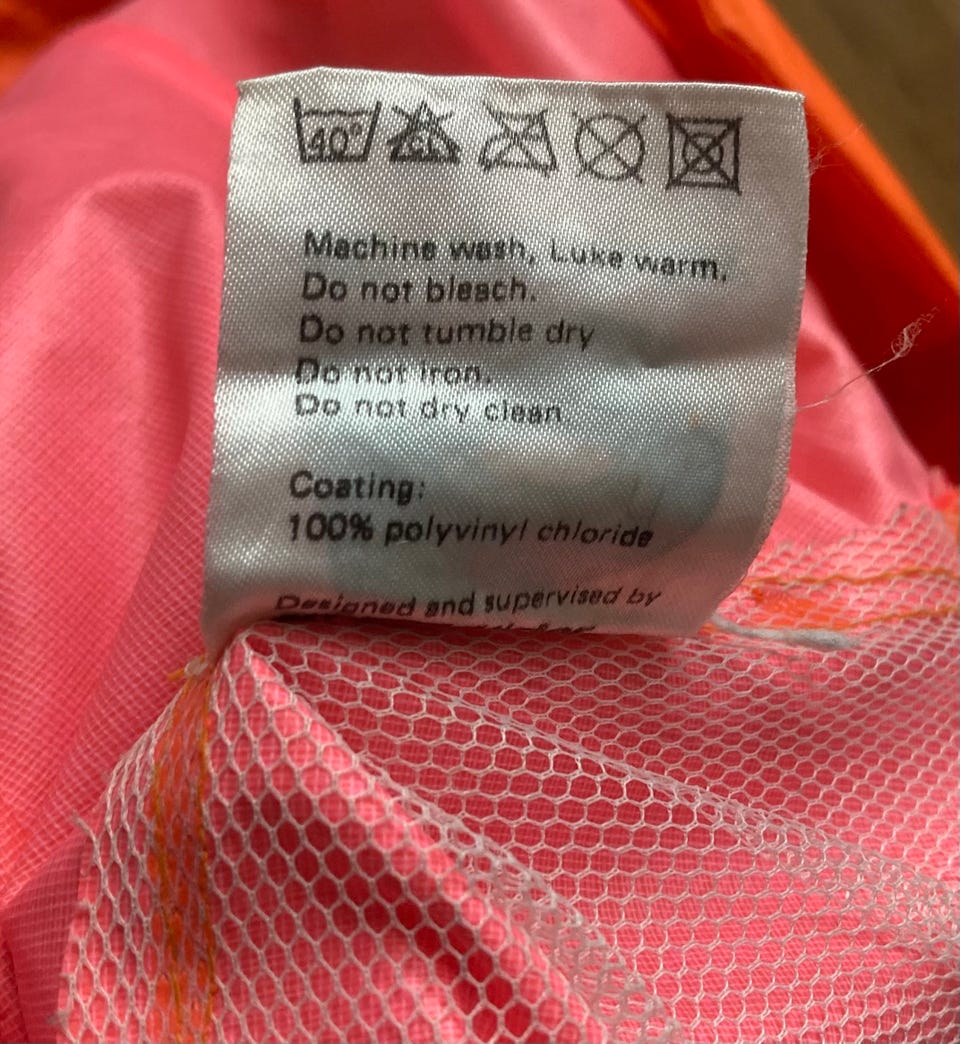 40° CL
Machine wash, Luke warm.
Do not bleach.
Do not tumble dry
Do not iron.
Do not dry clean
Coating:
100% polyvinyl chloride
Designed and supervised by